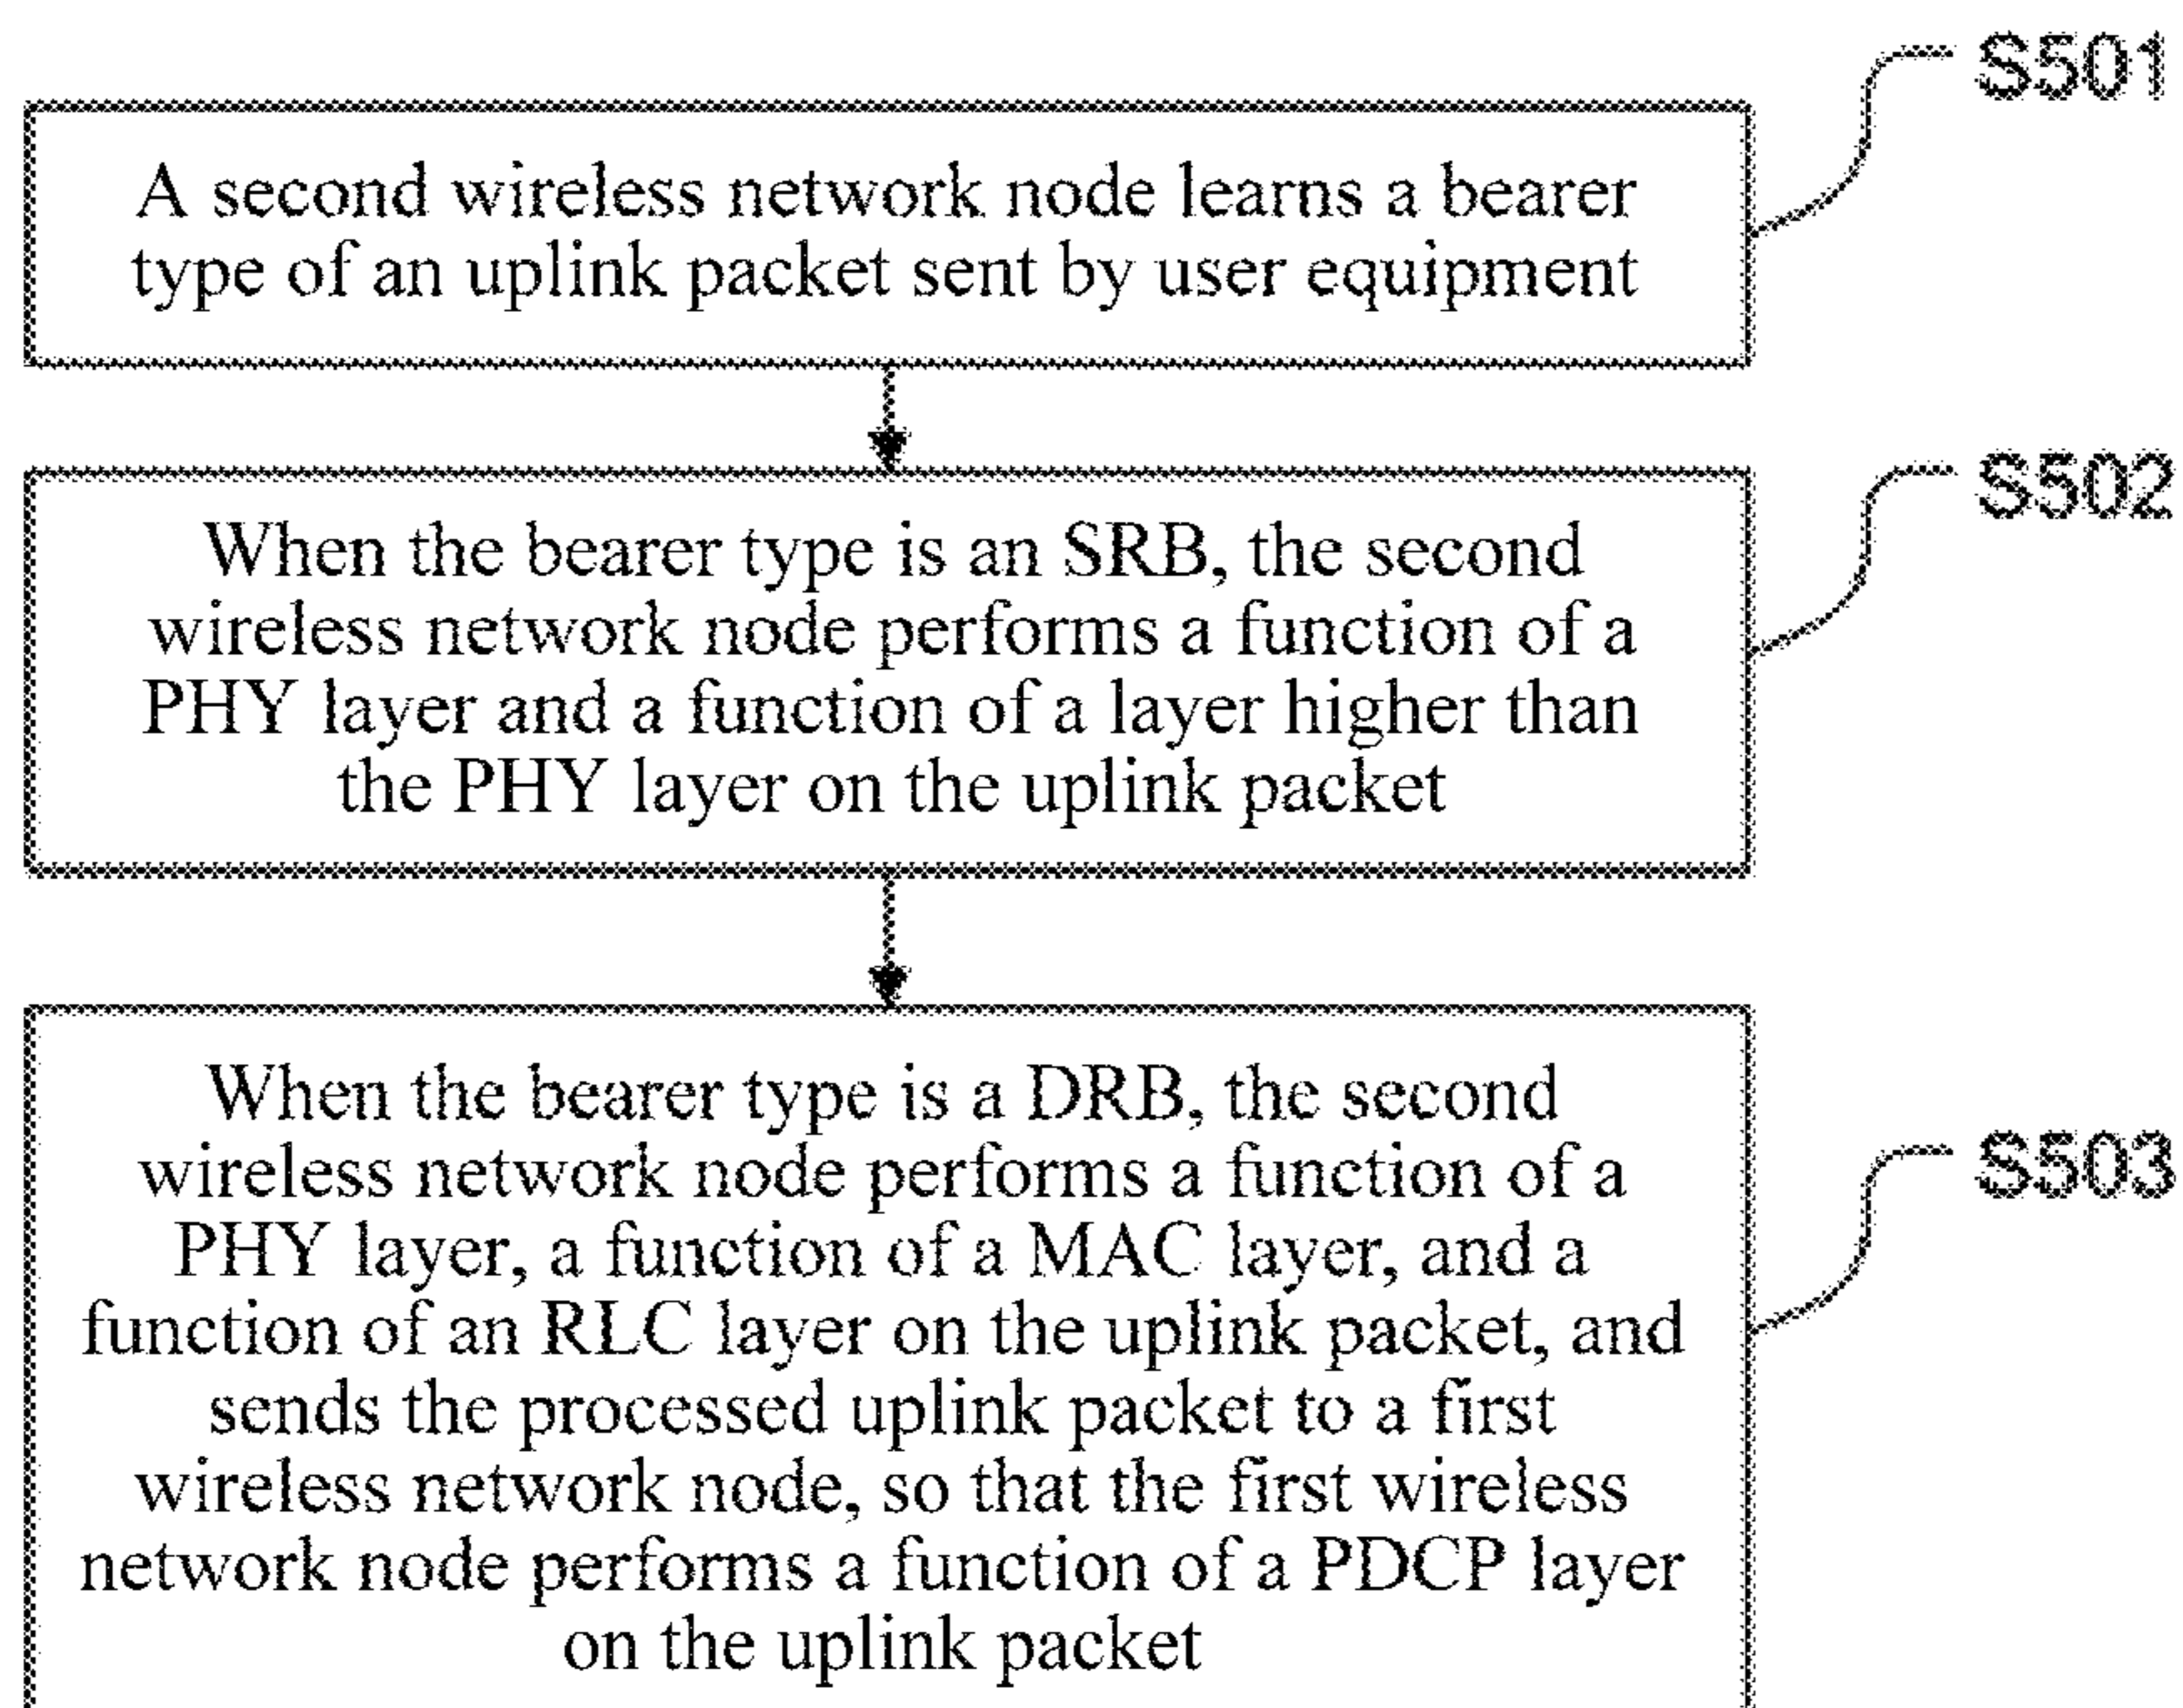 S501
A second wireless network node learns a bearer
type of an uplink packet sent by user equipment
S502
When the bearer type is an SRB, the second
wireless network node performs a function of a
PHY layer and a function of a layer higher than
the PHY layer on the uplink packet
S503
When the bearer type is a DRB, the second
wireless network node performs a function of a
PHY layer, a function of a MAC layer, and a
function of an RLC layer on the uplink packet, and
sends the processed uplink packet to a first
wireless network node, so that the first wireless
network node performs a function of a PDCP layer
on the uplink packet